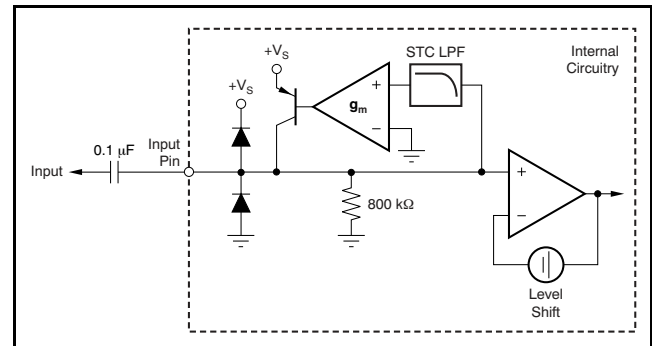 +VS
STC LPF
Internal
Circuitry
+VS
gm
+
−
0.1 µF
Input
Pin
Input
800 kΩ
+
−
Level
Shift